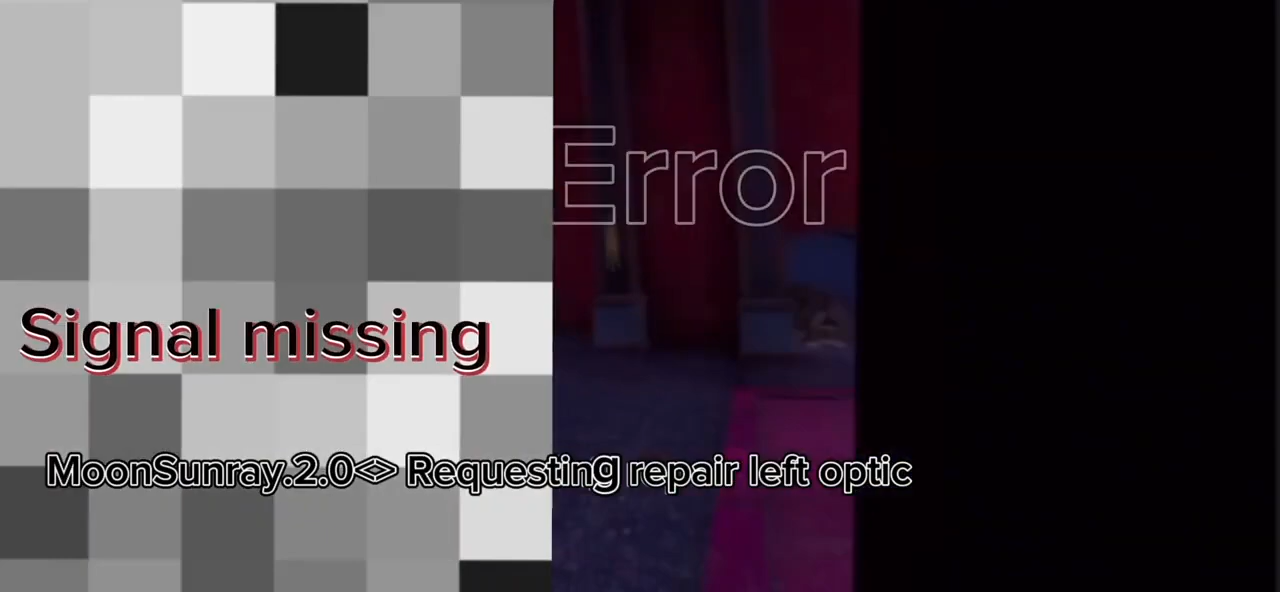 Error
Signal missing
MoonSunray.2.0<> Requesting repair left optic